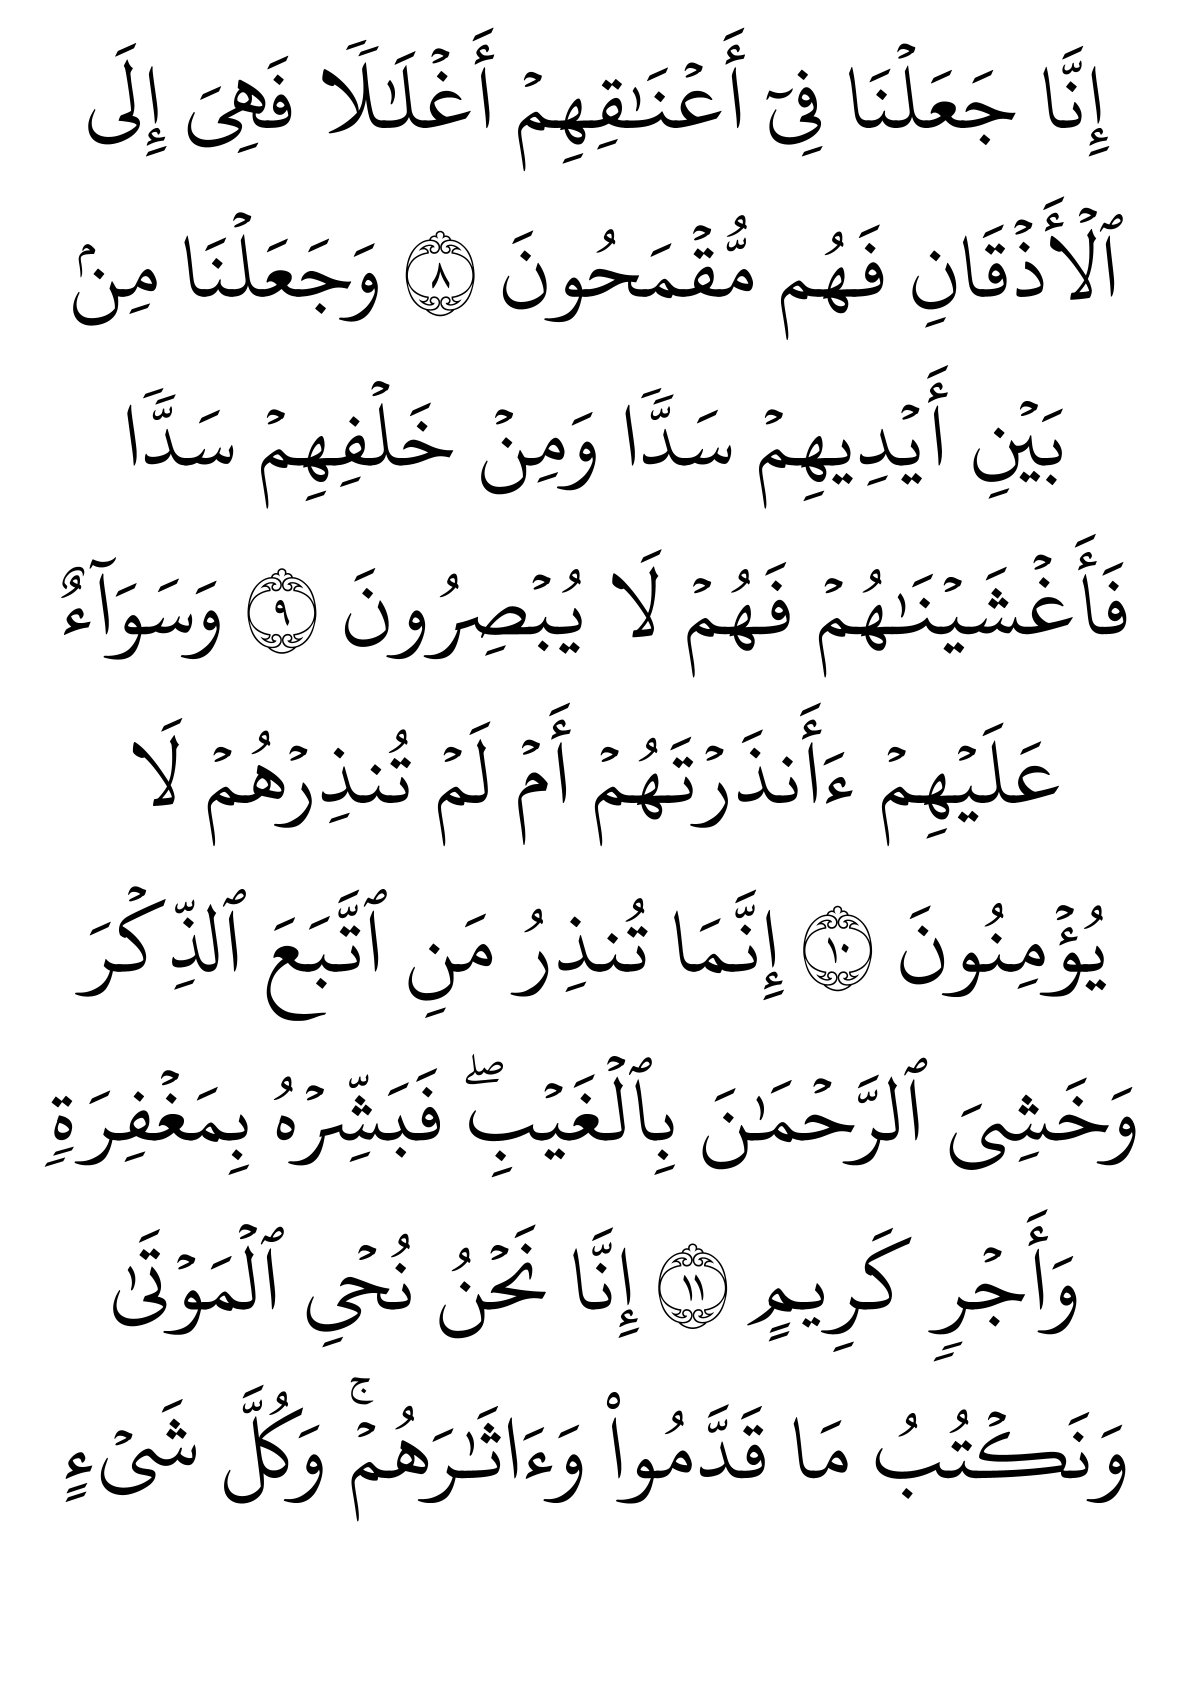 إِنَّا جَعَلۡنَا فِيٓ أَعۡنَٰقِهِمۡ أَغۡلَٰلٗا فَهِيَ إِلَى
ٱلۡأَذۡقَانِ فَهُم مُّقۡمَحُونَ ٨ وَجَعَلۡنَا مِنۢ
بَيۡنِ أَيۡدِيهِمۡ سَدّٗا وَمِنۡ خَلۡفِهِمۡ سَدّٗا
فَأَغۡشَيۡنَٰهُمۡ فَهُمۡ لَا يُبۡصِرُونَ ٩ وَسَوَآءٌ
عَلَيۡهِمۡ ءَأَنذَرۡتَهُمۡ أَمۡ لَمۡ تُنذِرۡهُمۡ لَا
يُؤۡمِنُونَ ١٠ إِنَّمَا تُنذِرُ مَنِ ٱتَّبَعَ ٱلذِّكۡرَ
وَخَشِيَ ٱلرَّحۡمَٰنَ بِٱلۡغَيۡبِۖ فَبَشِّرۡهُ بِمَغۡفِرَةٖ
وَأَجۡرٖ كَرِيمٍ ١١ إِنَّا نَحۡنُ نُحۡيِ ٱلۡمَوۡتَىٰ
وَنَكۡتُبُ مَا قَدَّمُواْ وَءَاثَٰرَهُمۡۚ وَكُلَّ شَيۡءٍ